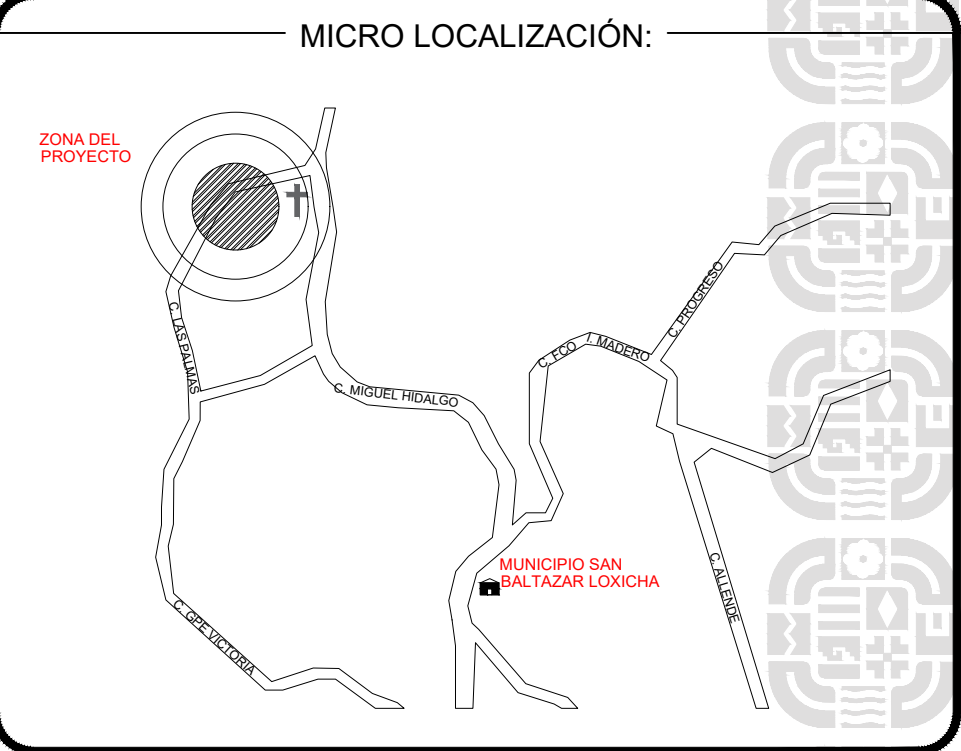 MICRO LOCALIZACIÓN:
ZONA DEL
PROYECTO
C. PROGRESO
C. LAS PALMAS
C. FCO I. MADERO
C. MIGUEL HIDALGO
MUNICIPIO SAN
BALTAZAR LOXICHA
C. ALLENDE
C. GPE VICTORIA